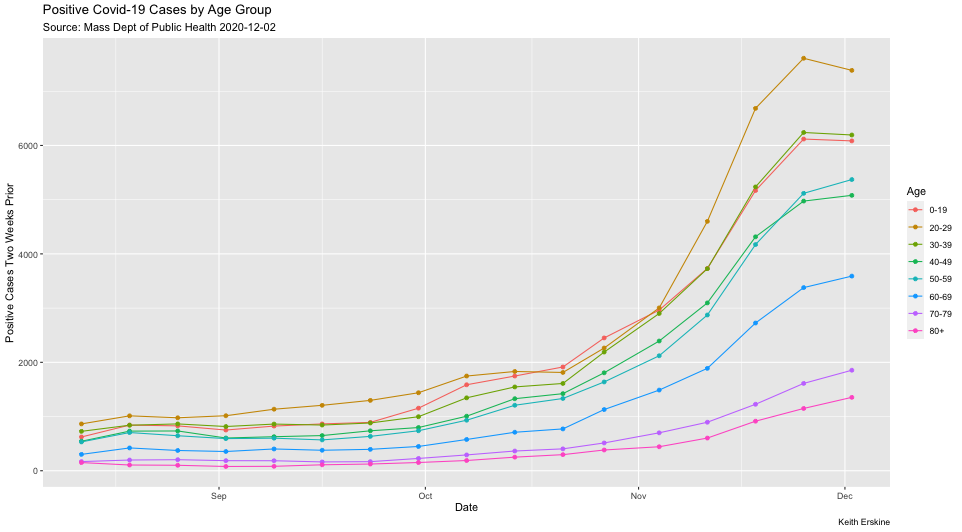 Positive Covid-19 Cases by Age Group
Source: Mass Dept of Public Health 2020-12-02
Positive Cases Two Weeks Prior
6000
4000
2000
0
Sep
Oct
Nov
Dec
Date
Age
0-19
20-29
30-39
40-49
50-59
60-69
70-79
80+
Keith Erskine